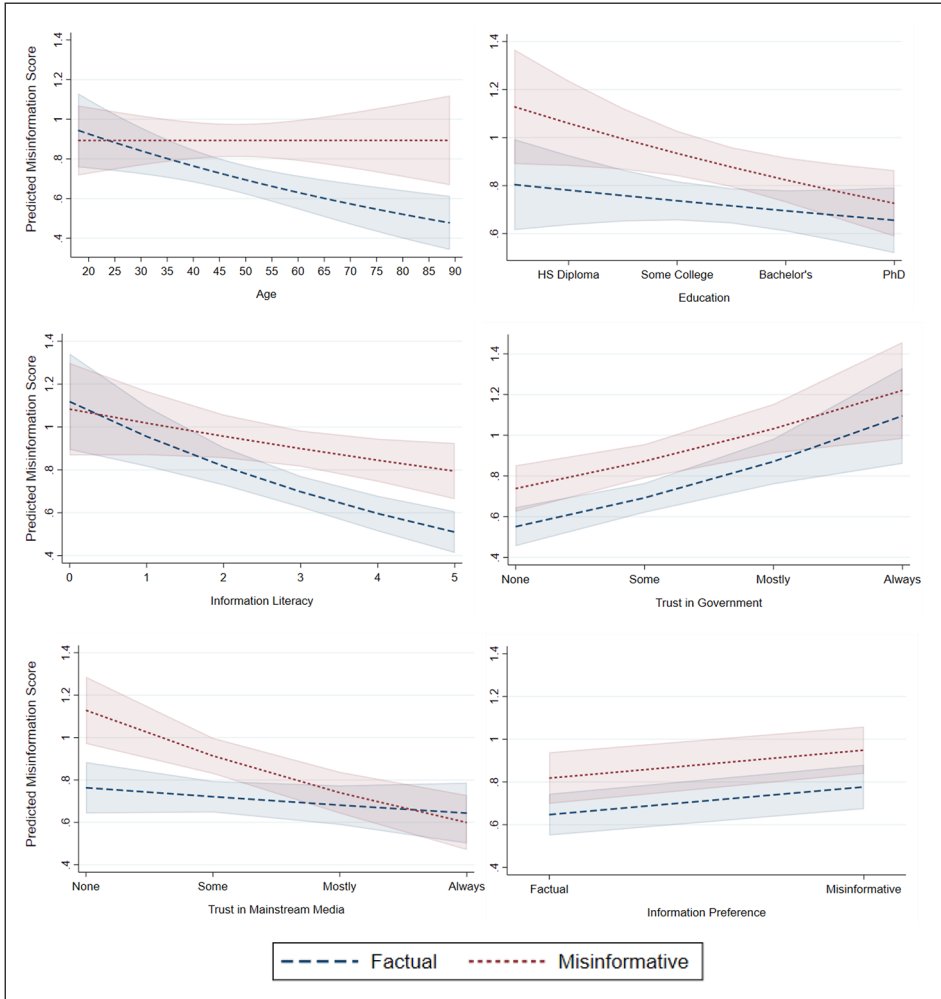 Predicted Misinformation Score
1.4
1.2
1
.8
.6
.4
20 25 30 35 40 45 50 55 60 65 70 75 80 85 90
Age
1.4
1.2
1
.8
.6
HS Diploma Some College Bachelor's PhD
Education
Predicted Misinformation Score
1.4
1.2
1
.8
.6
.4
0 1 2 3 4 5
Information Literacy
1.4
1.2
1
.8
.6
.4
None Some Mostly Always
Trust in Government
Predicted Misinformation Score
1.4
1.2
1
.8
.6
.4
None Some Mostly Always
Trust in Mainstream Media
1.4
1.2
1
.8
.6
.4
Factual Misinformative
Information Preference
Factual Misinformative